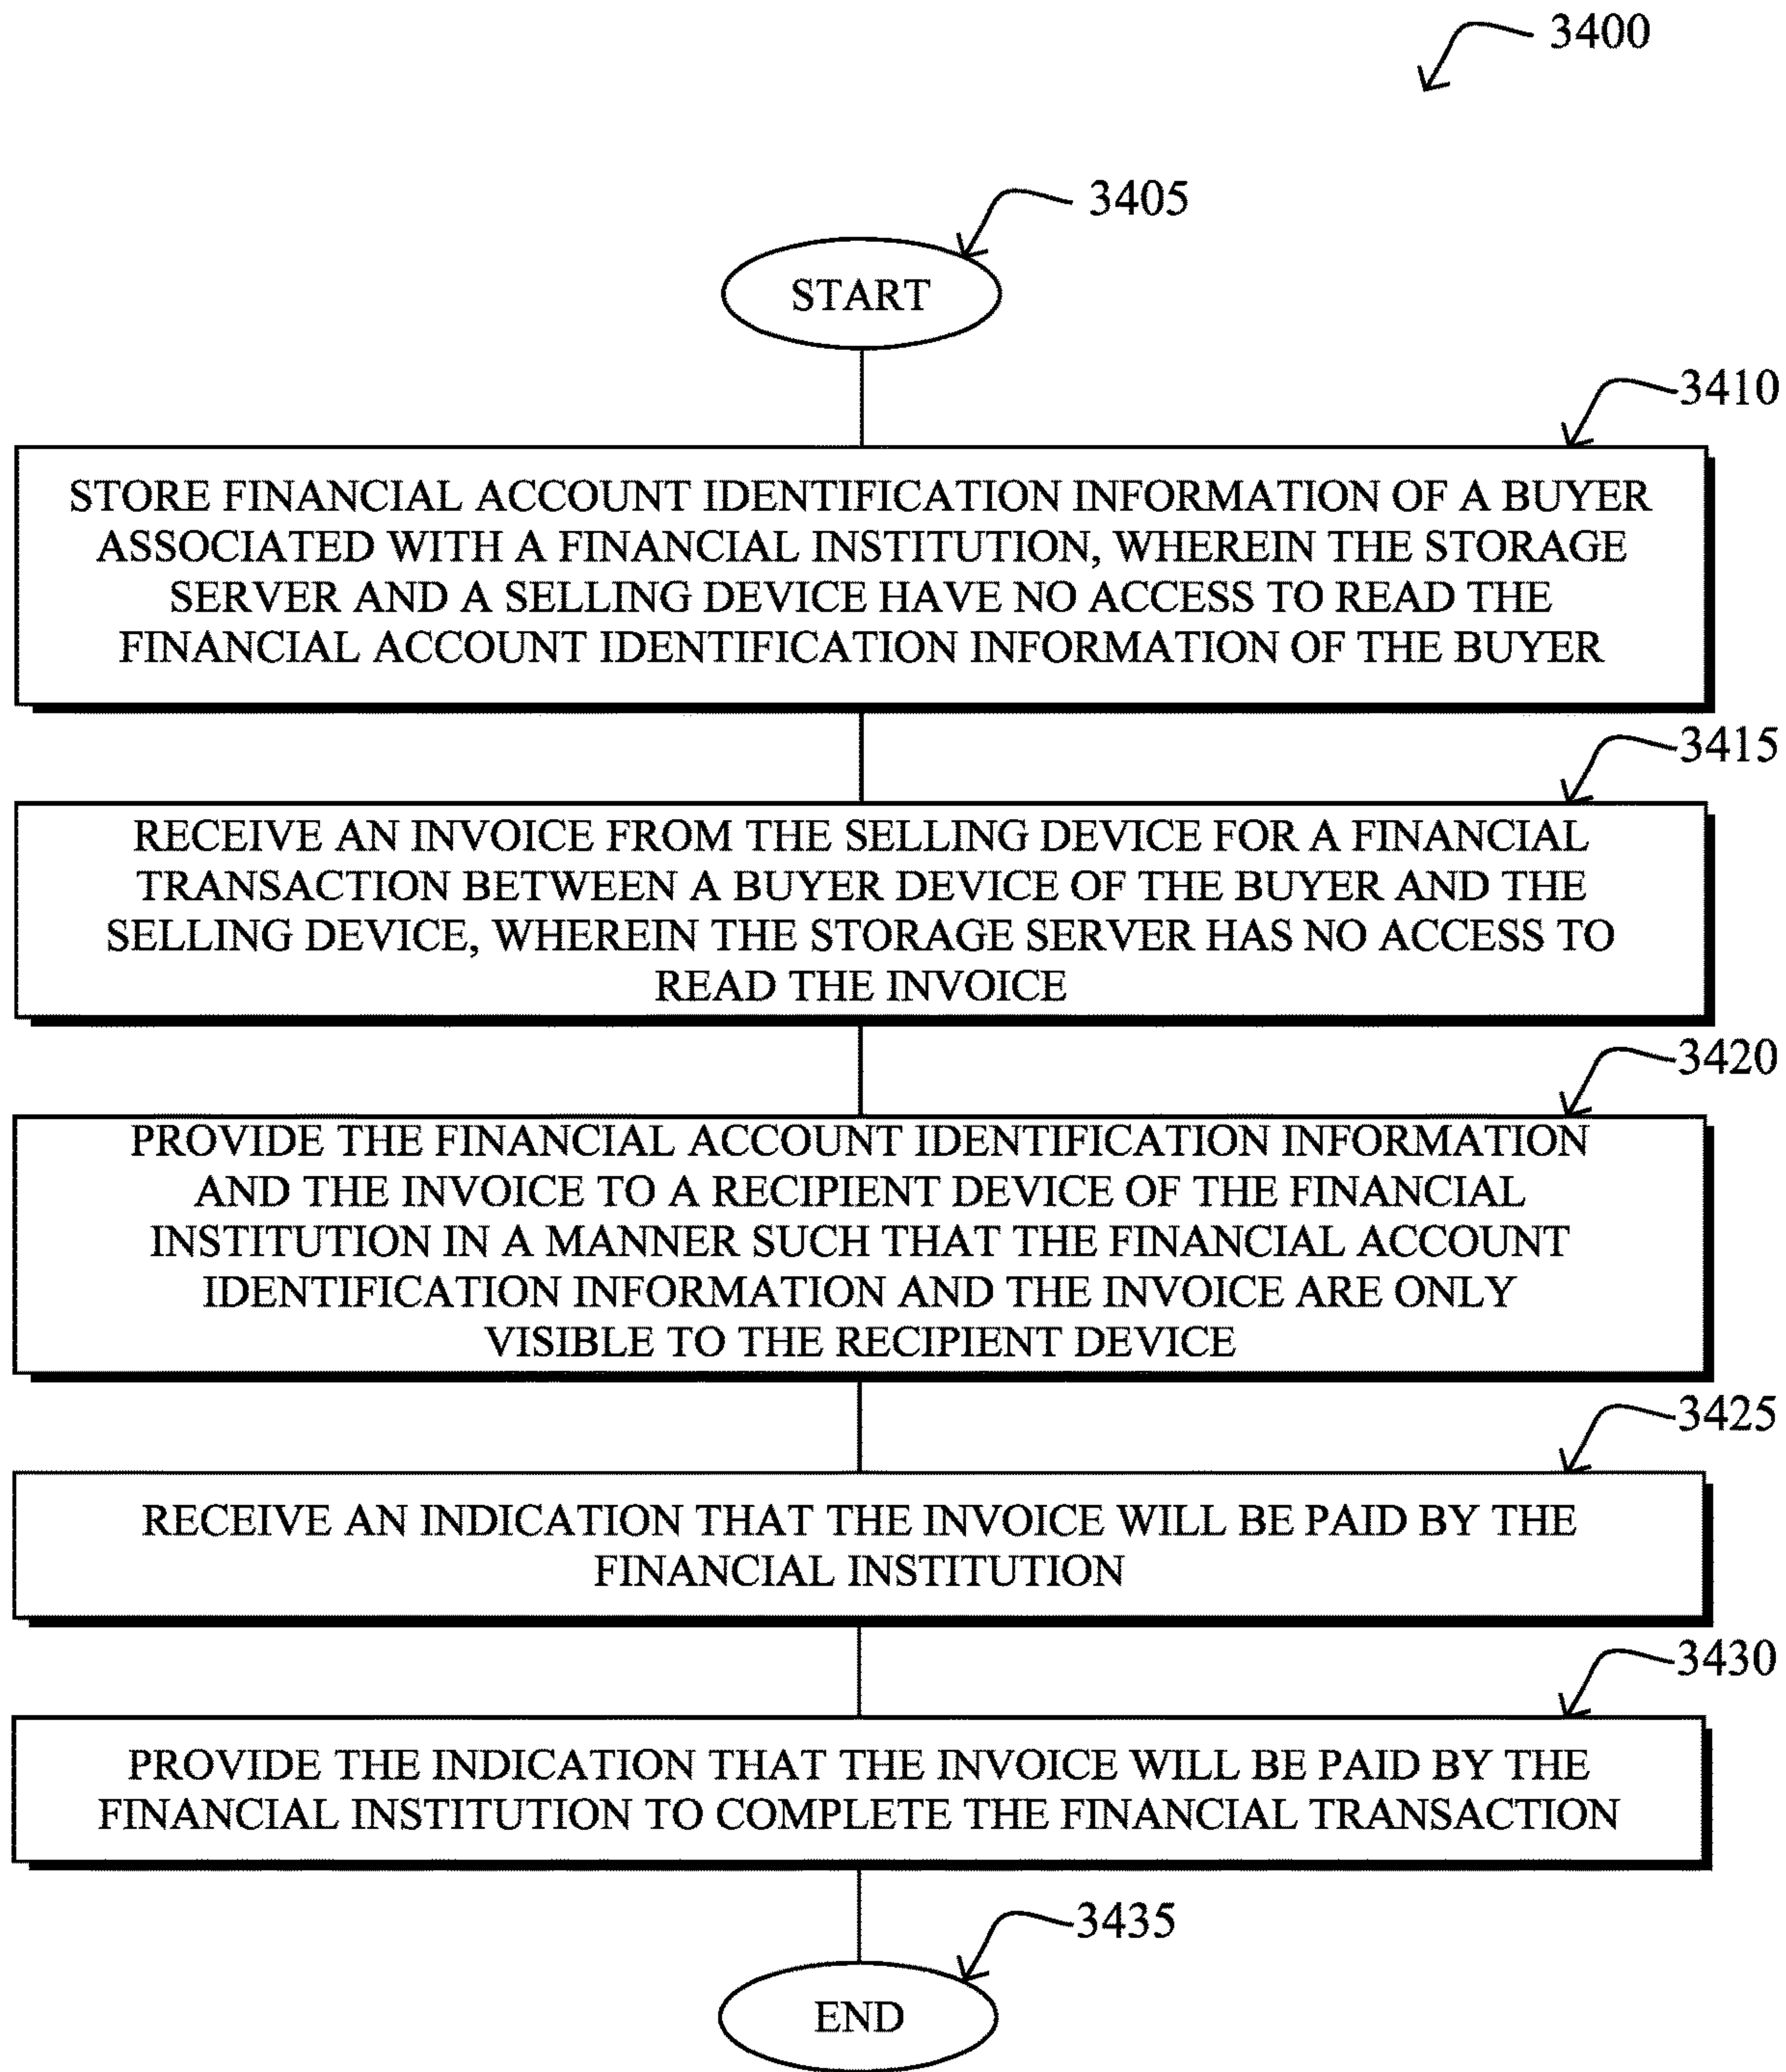 3400
3405
START
3410
STORE FINANCIAL ACCOUNT IDENTIFICATION INFORMATION OF A BUYER
ASSOCIATED WITH A FINANCIAL INSTITUTION, WHEREIN THE STORAGE
SERVER AND A SELLING DEVICE HAVE NO ACCESS TO READ THE
FINANCIAL ACCOUNT IDENTIFICATION INFORMATION OF THE BUYER
3415
RECEIVE AN INVOICE FROM THE SELLING DEVICE FOR A FINANCIAL
TRANSACTION BETWEEN A BUYER DEVICE OF THE BUYER AND THE
SELLING DEVICE, WHEREIN THE STORAGE SERVER HAS NO ACCESS TO
READ THE INVOICE
3420
PROVIDE THE FINANCIAL ACCOUNT IDENTIFICATION INFORMATION
AND THE INVOICE TO A RECIPIENT DEVICE OF THE FINANCIAL
INSTITUTION IN A MANNER SUCH THAT THE FINANCIAL ACCOUNT
IDENTIFICATION INFORMATION AND THE INVOICE ARE ONLY
VISIBLE TO THE RECIPIENT DEVICE
3425
RECEIVE AN INDICATION THAT THE INVOICE WILL BE PAID BY THE
FINANCIAL INSTITUTION
3430
PROVIDE THE INDICATION THAT THE INVOICE WILL BE PAID BY THE
FINANCIAL INSTITUTION TO COMPLETE THE FINANCIAL TRANSACTION
3435
END